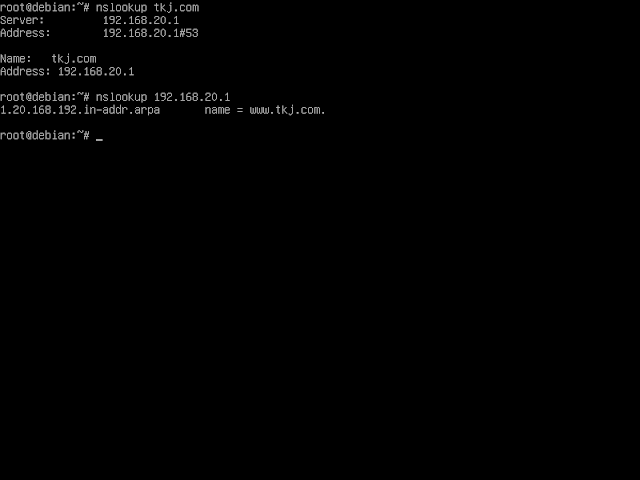 root@debian:~# nslookup tkj.com
Server:         192.168.20.1
Address:        192.168.20.1#53
Name:   tkj.com
Address: 192.168.20.1
root@debian:~# nslookup 192.168.20.1
1.20.168.192.in-addr.arpa       name = www.tkj.com.
root@debian:~# _